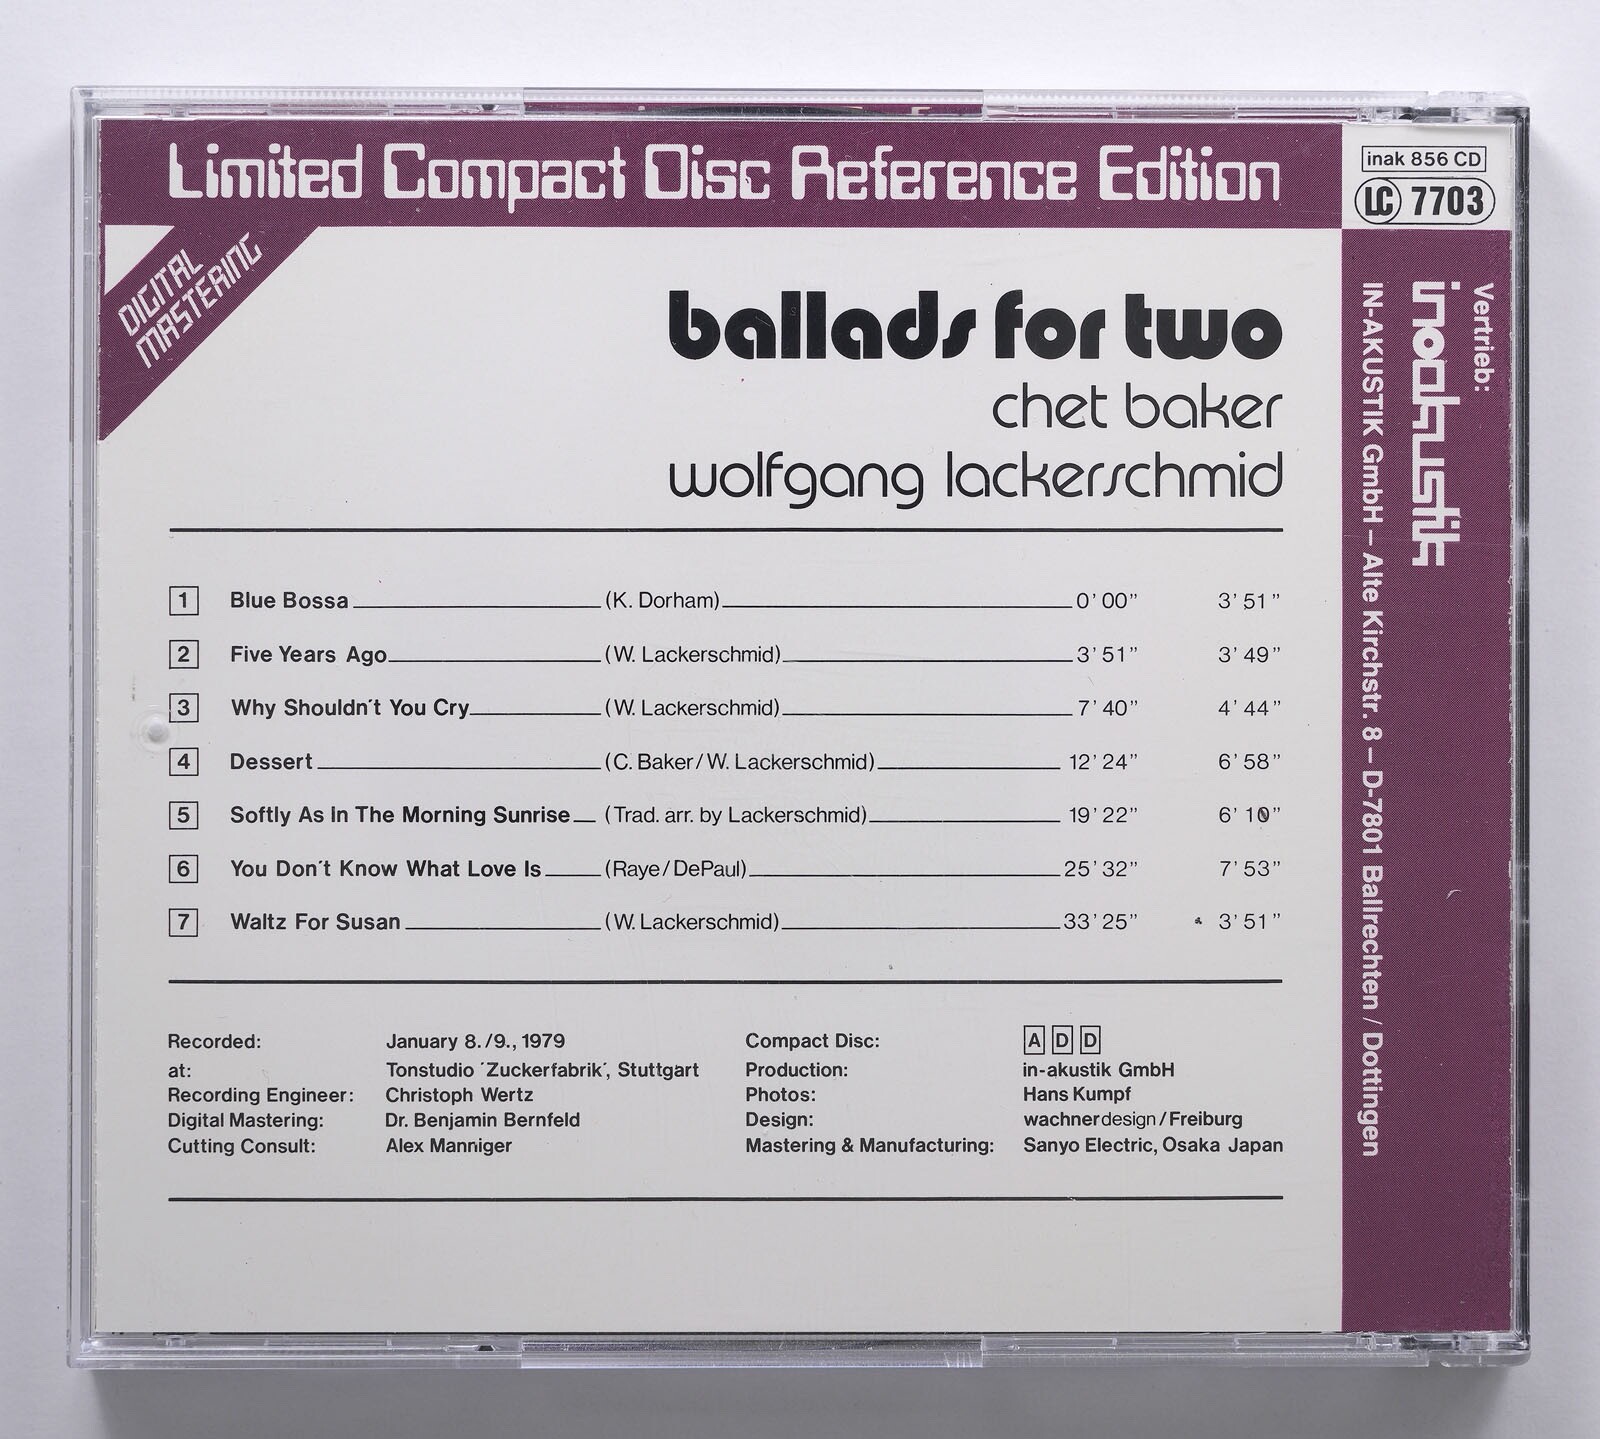 Limited Compact Disc Reference Edition
inak 856 CD
LC 7703
DIGITAL
MASTERING
ballads for two
chet baker
wolfgang lackerschmid
1 Blue Bossa (K. Dorham) 0' 00" 3' 51"
2 Five Years Ago (W. Lackerschmid) 3' 51" 3' 49"
3 Why Shouldn´t You Cry (W. Lackerschmid) 7' 40" 4' 44"
4 Dessert (C. Baker/W. Lackerschmid) 12' 24" 6' 58"
5 Softly As In The Morning Sunrise (Trad. arr. by Lackerschmid) 19' 22" 6' 10"
6 You Don´t Know What Love Is (Raye/DePaul) 25' 32" 7' 53"
7 Waltz For Susan (W. Lackerschmid) 33' 25" 3' 51"
Recorded: January 8./9., 1979
at: Tonstudio ´Zuckerfabrik´, Stuttgart
Recording Engineer: Christoph Wertz
Digital Mastering: Dr. Benjamin Bernfeld
Cutting Consult: Alex Manniger
Compact Disc: A D D
Production: in-akustik GmbH
Photos: Hans Kumpf
Design: wachnerdesign/Freiburg
Mastering & Manufacturing: Sanyo Electric, Osaka Japan
Vertrieb:
inakustik
IN-AKUSTIK GmbH – Alte Kirchstr. 8 – D-7801 Ballrechten / Dottingen